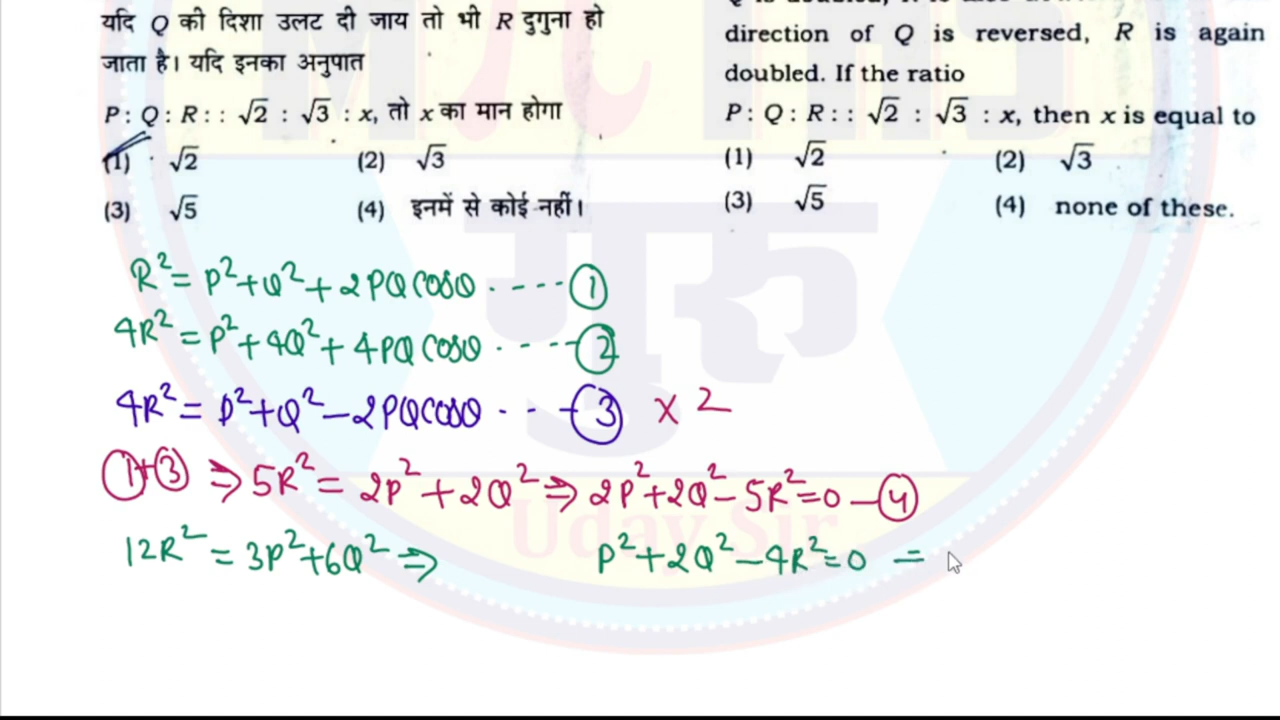 यदि Q की दिशा उलट दी जाय तो भी R दुगुना हो
जाता है। यदि इनका अनुपात
P : Q : R : : √2 : √3 : x, तो x का मान होगा
(1) √2 (2) √3
(3) √5 (4) इनमें से कोई नहीं।
direction of Q is reversed, R is again
doubled. If the ratio
P : Q : R : : √2 : √3 : x, then x is equal to
(1) √2 (2) √3
(3) √5 (4) none of these.
R² = P² + Q² + 2PQ cosθ ----- ①
4R² = P² + 4Q² + 4PQ cosθ ----- ②
4R² = P² + Q² − 2PQ cosθ ---- ③ × 2
①+③ ⇒ 5R² = 2P² + 2Q² ⇒ 2P² + 2Q² − 5R² = 0 — ④
12R² = 3P² + 6Q² ⇒ P² + 2Q² − 4R² = 0 =
गुरु
Uday Sir